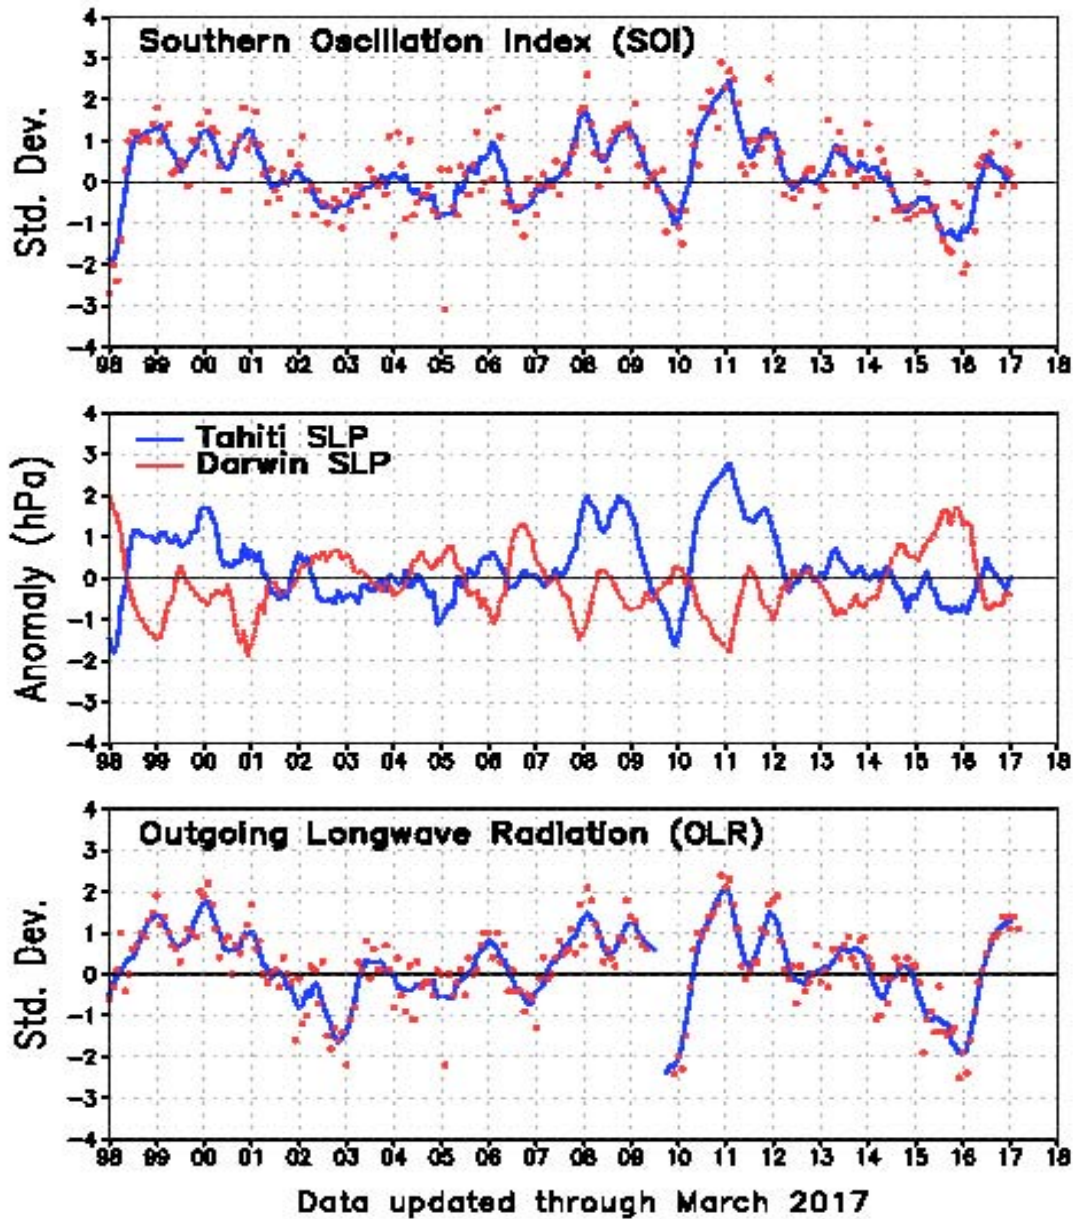 Southern Oscillation Index (SOI)
Std. Dev.
4
3
2
1
0
-1
-2
-3
-4
98 99 00 01 02 03 04 05 06 07 08 09 10 11 12 13 14 15 16 17 18
Tahiti SLP
Darwin SLP
Anomaly (hPa)
4
3
2
1
0
-1
-2
-3
-4
98 99 00 01 02 03 04 05 06 07 08 09 10 11 12 13 14 15 16 17 18
Outgoing Longwave Radiation (OLR)
Std. Dev.
4
3
2
1
0
-1
-2
-3
-4
98 99 00 01 02 03 04 05 06 07 08 09 10 11 12 13 14 15 16 17 18
Data updated through March 2017